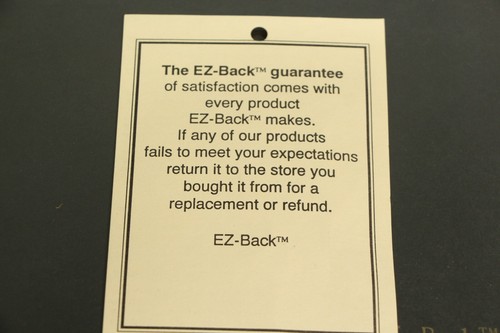 The EZ-Back™ guarantee
of satisfaction comes with
every product
EZ-Back™ makes.
If any of our products
fails to meet your expectations
return it to the store you
bought it from for a
replacement or refund.
EZ-Back™